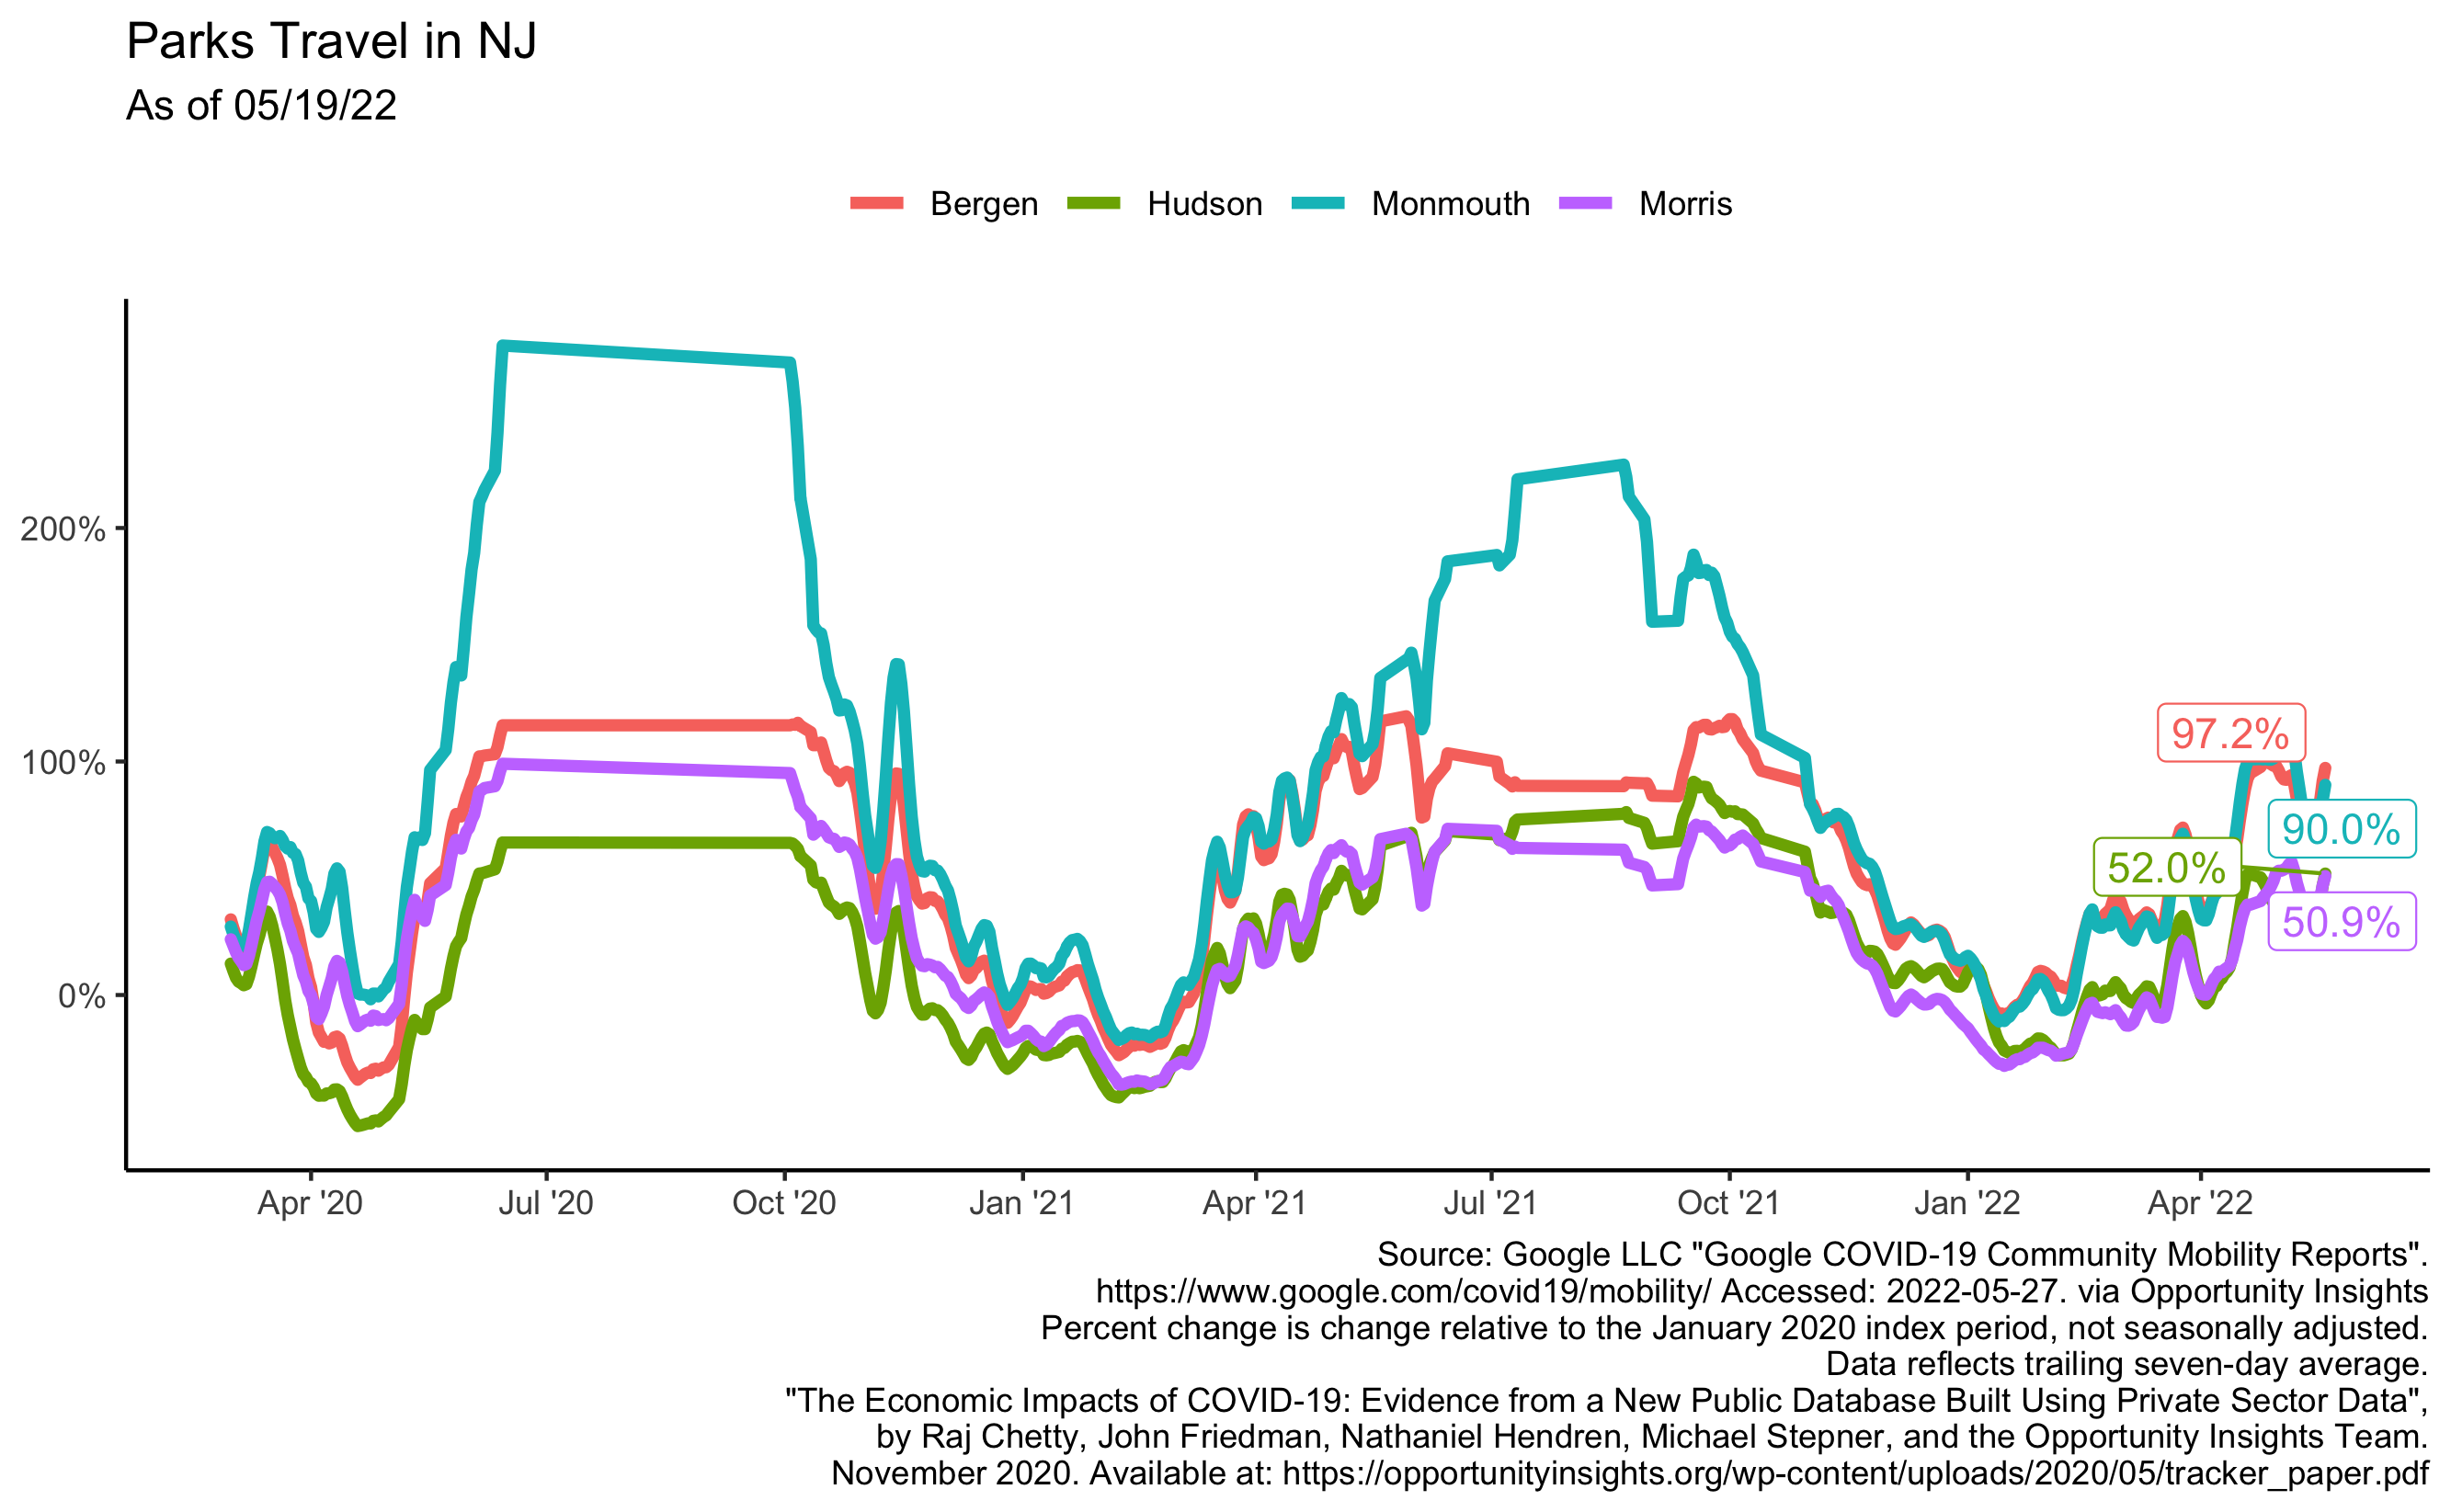 Parks Travel in NJ
As of 05/19/22
Bergen Hudson Monmouth Morris
200%
100%
0%
97.2%
90.0%
52.0%
50.9%
Apr '20 Jul '20 Oct '20 Jan '21 Apr '21 Jul '21 Oct '21 Jan '22 Apr '22
Source: Google LLC "Google COVID-19 Community Mobility Reports".
https://www.google.com/covid19/mobility/ Accessed: 2022-05-27. via Opportunity Insights
Percent change is change relative to the January 2020 index period, not seasonally adjusted.
Data reflects trailing seven-day average.
"The Economic Impacts of COVID-19: Evidence from a New Public Database Built Using Private Sector Data",
by Raj Chetty, John Friedman, Nathaniel Hendren, Michael Stepner, and the Opportunity Insights Team.
November 2020. Available at: https://opportunityinsights.org/wp-content/uploads/2020/05/tracker_paper.pdf